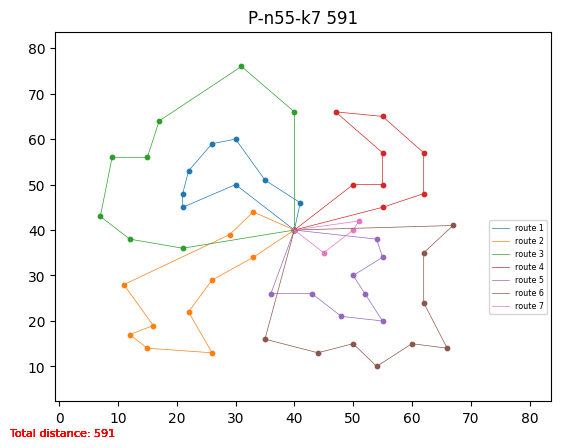 P-n55-k7 591
80
70
60
50
40
30
20
10
0 10 20 30 40 50 60 70 80
route 1
route 2
route 3
route 4
route 5
route 6
route 7
Total distance: 591